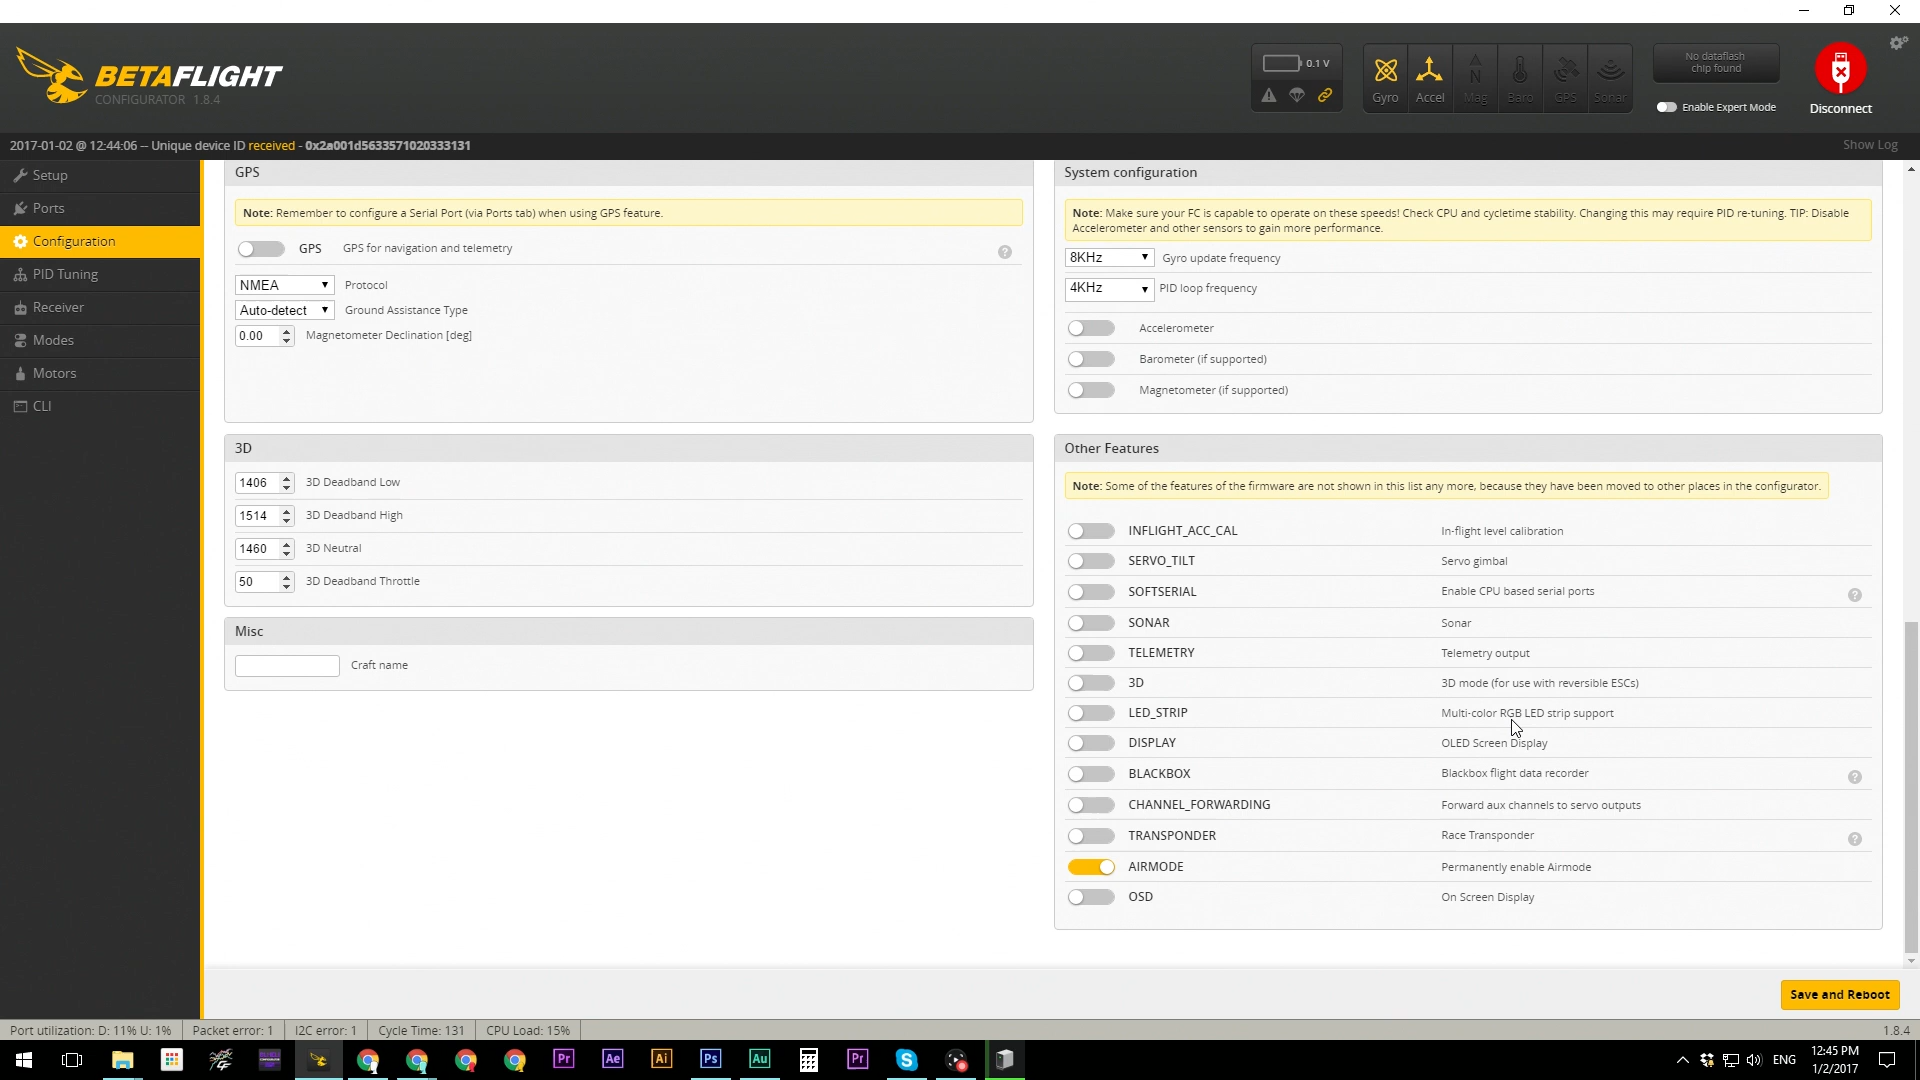 BETAFLIGHT
CONFIGURATOR 1.8.4
0.1 V
Gyro
Accel
Mag
Baro
GPS
Sonar
No dataflash
chip found
Enable Expert Mode
Disconnect
2017-01-02 @ 12:44:06 -- Unique device ID received - 0x2a001d5633571020333131
Show Log
Setup
Ports
Configuration
PID Tuning
Receiver
Modes
Motors
CLI
GPS
Note: Remember to configure a Serial Port (via Ports tab) when using GPS feature.
GPS GPS for navigation and telemetry ?
NMEA Protocol
Auto-detect Ground Assistance Type
0.00 Magnetometer Declination [deg]
3D
1406 3D Deadband Low
1514 3D Deadband High
1460 3D Neutral
50 3D Deadband Throttle
Misc
Craft name
System configuration
Note: Make sure your FC is capable to operate on these speeds! Check CPU and cycletime stability. Changing this may require PID re-tuning. TIP: Disable
Accelerometer and other sensors to gain more performance.
8KHz Gyro update frequency
4KHz PID loop frequency
Accelerometer
Barometer (if supported)
Magnetometer (if supported)
Other Features
Note: Some of the features of the firmware are not shown in this list any more, because they have been moved to other places in the configurator.
INFLIGHT_ACC_CAL In-flight level calibration
SERVO_TILT Servo gimbal
SOFTSERIAL Enable CPU based serial ports ?
SONAR Sonar
TELEMETRY Telemetry output
3D 3D mode (for use with reversible ESCs)
LED_STRIP Multi-color RGB LED strip support
DISPLAY OLED Screen Display
BLACKBOX Blackbox flight data recorder ?
CHANNEL_FORWARDING Forward aux channels to servo outputs
TRANSPONDER Race Transponder ?
AIRMODE Permanently enable Airmode
OSD On Screen Display
Save and Reboot
Port utilization: D: 11% U: 1% Packet error: 1 I2C error: 1 Cycle Time: 131 CPU Load: 15% 1.8.4
Pr Ae Ai Ps Au Pr ENG
12:45 PM
1/2/2017